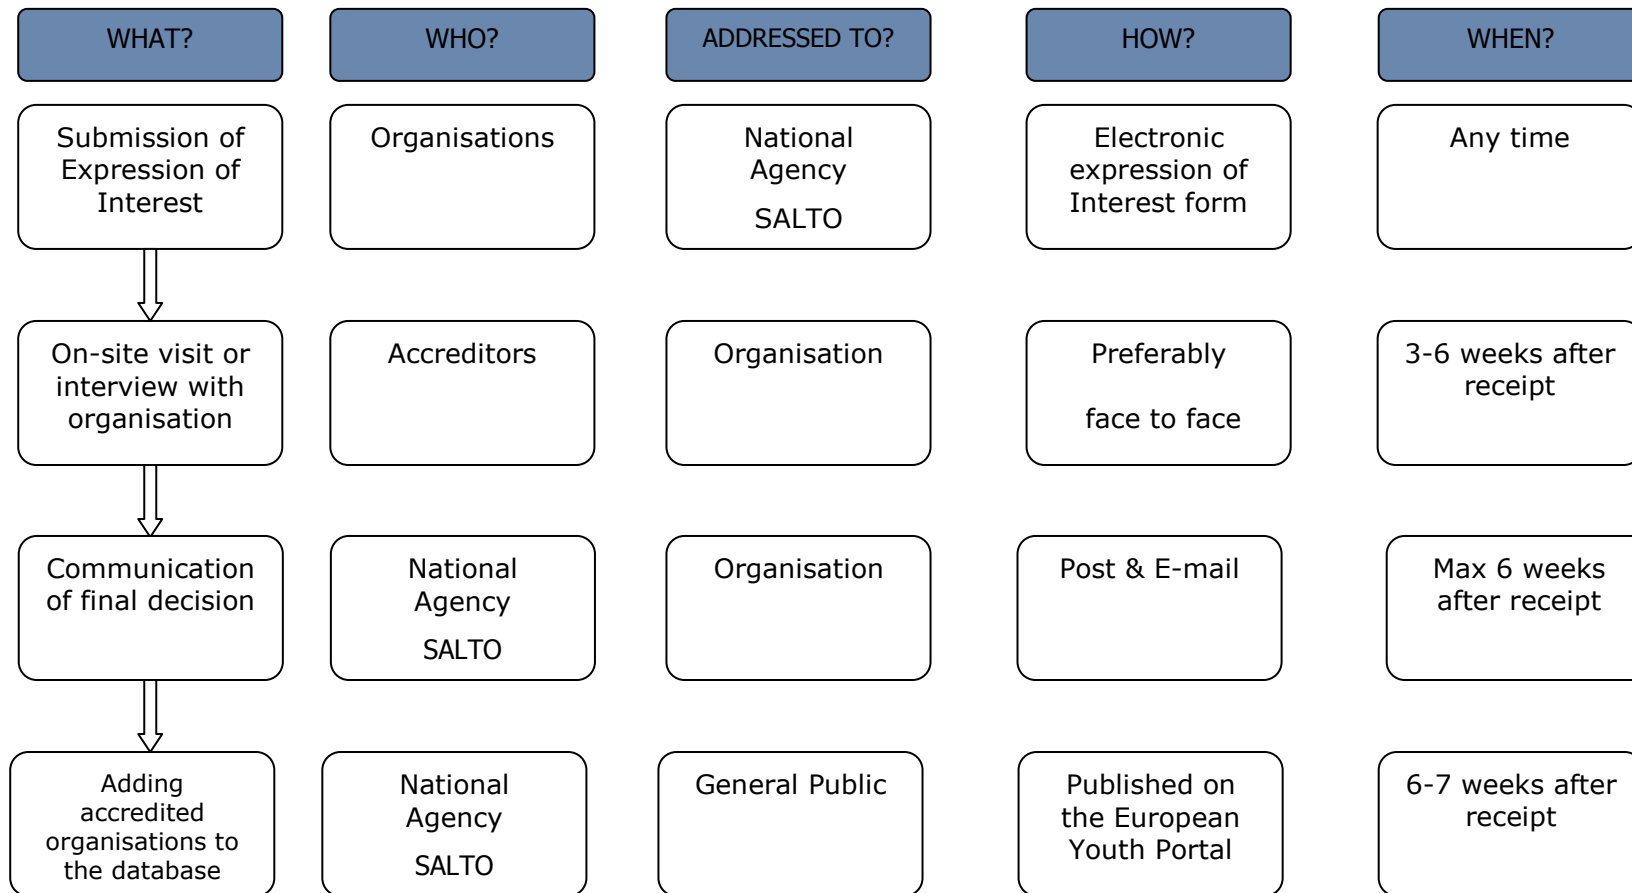 WHAT?
WHO?
ADDRESSED TO?
HOW?
WHEN?
Submission of
Expression of
Interest
Organisations
National
Agency
SALTO
Electronic
expression of
Interest form
Any time
On-site visit or
interview with
organisation
Accreditors
Organisation
Preferably
face to face
3-6 weeks after
receipt
Communication
of final decision
National
Agency
SALTO
Organisation
Post & E-mail
Max 6 weeks
after receipt
Adding
accredited
organisations to
the database
National
Agency
SALTO
General Public
Published on
the European
Youth Portal
6-7 weeks after
receipt